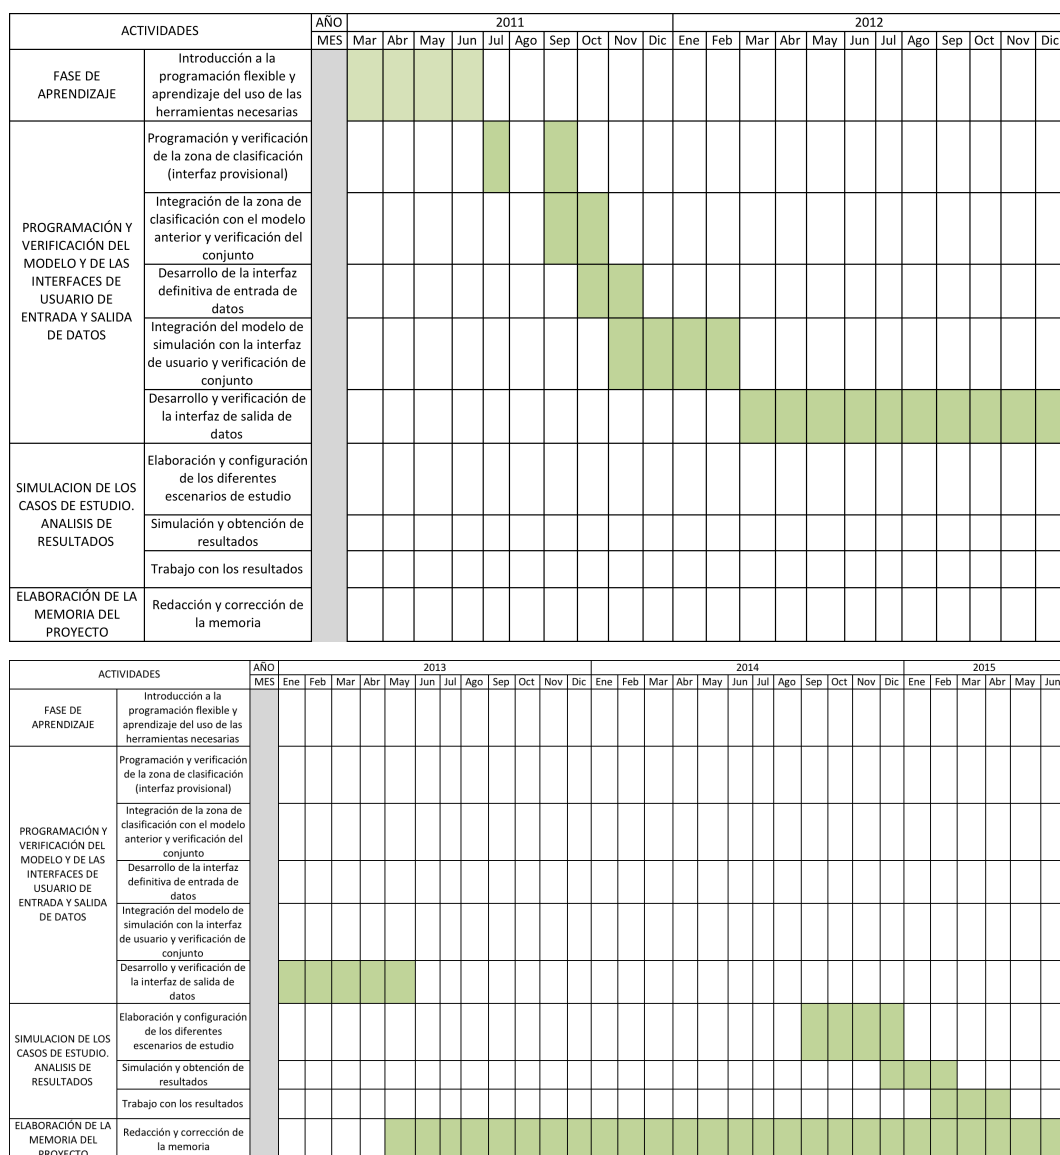 ACTIVIDADES
AÑO 2011 2012
MES Mar Abr May Jun Jul Ago Sep Oct Nov Dic Ene Feb Mar Abr May Jun Jul Ago Sep Oct Nov Dic
FASE DE
APRENDIZAJE
Introducción a la
programación flexible y
aprendizaje del uso de las
herramientas necesarias
PROGRAMACIÓN Y
VERIFICACIÓN DEL
MODELO Y DE LAS
INTERFACES DE
USUARIO DE
ENTRADA Y SALIDA
DE DATOS
Programación y verificación
de la zona de clasificación
(interfaz provisional)
Integración de la zona de
clasificación con el modelo
anterior y verificación del
conjunto
Desarrollo de la interfaz
definitiva de entrada de
datos
Integración del modelo de
simulación con la interfaz
de usuario y verificación de
conjunto
Desarrollo y verificación de
la interfaz de salida de
datos
SIMULACION DE LOS
CASOS DE ESTUDIO.
ANALISIS DE
RESULTADOS
Elaboración y configuración
de los diferentes
escenarios de estudio
Simulación y obtención de
resultados
Trabajo con los resultados
ELABORACIÓN DE LA
MEMORIA DEL
PROYECTO
Redacción y corrección de
la memoria
ACTIVIDADES
AÑO 2013 2014 2015
MES Ene Feb Mar Abr May Jun Jul Ago Sep Oct Nov Dic Ene Feb Mar Abr May Jun Jul Ago Sep Oct Nov Dic Ene Feb Mar Abr May Jun
FASE DE
APRENDIZAJE
Introducción a la
programación flexible y
aprendizaje del uso de las
herramientas necesarias
PROGRAMACIÓN Y
VERIFICACIÓN DEL
MODELO Y DE LAS
INTERFACES DE
USUARIO DE
ENTRADA Y SALIDA
DE DATOS
Programación y verificación
de la zona de clasificación
(interfaz provisional)
Integración de la zona de
clasificación con el modelo
anterior y verificación del
conjunto
Desarrollo de la interfaz
definitiva de entrada de
datos
Integración del modelo de
simulación con la interfaz
de usuario y verificación de
conjunto
Desarrollo y verificación de
la interfaz de salida de
datos
SIMULACION DE LOS
CASOS DE ESTUDIO.
ANALISIS DE
RESULTADOS
Elaboración y configuración
de los diferentes
escenarios de estudio
Simulación y obtención de
resultados
Trabajo con los resultados
ELABORACIÓN DE LA
MEMORIA DEL
PROYECTO
Redacción y corrección de
la memoria